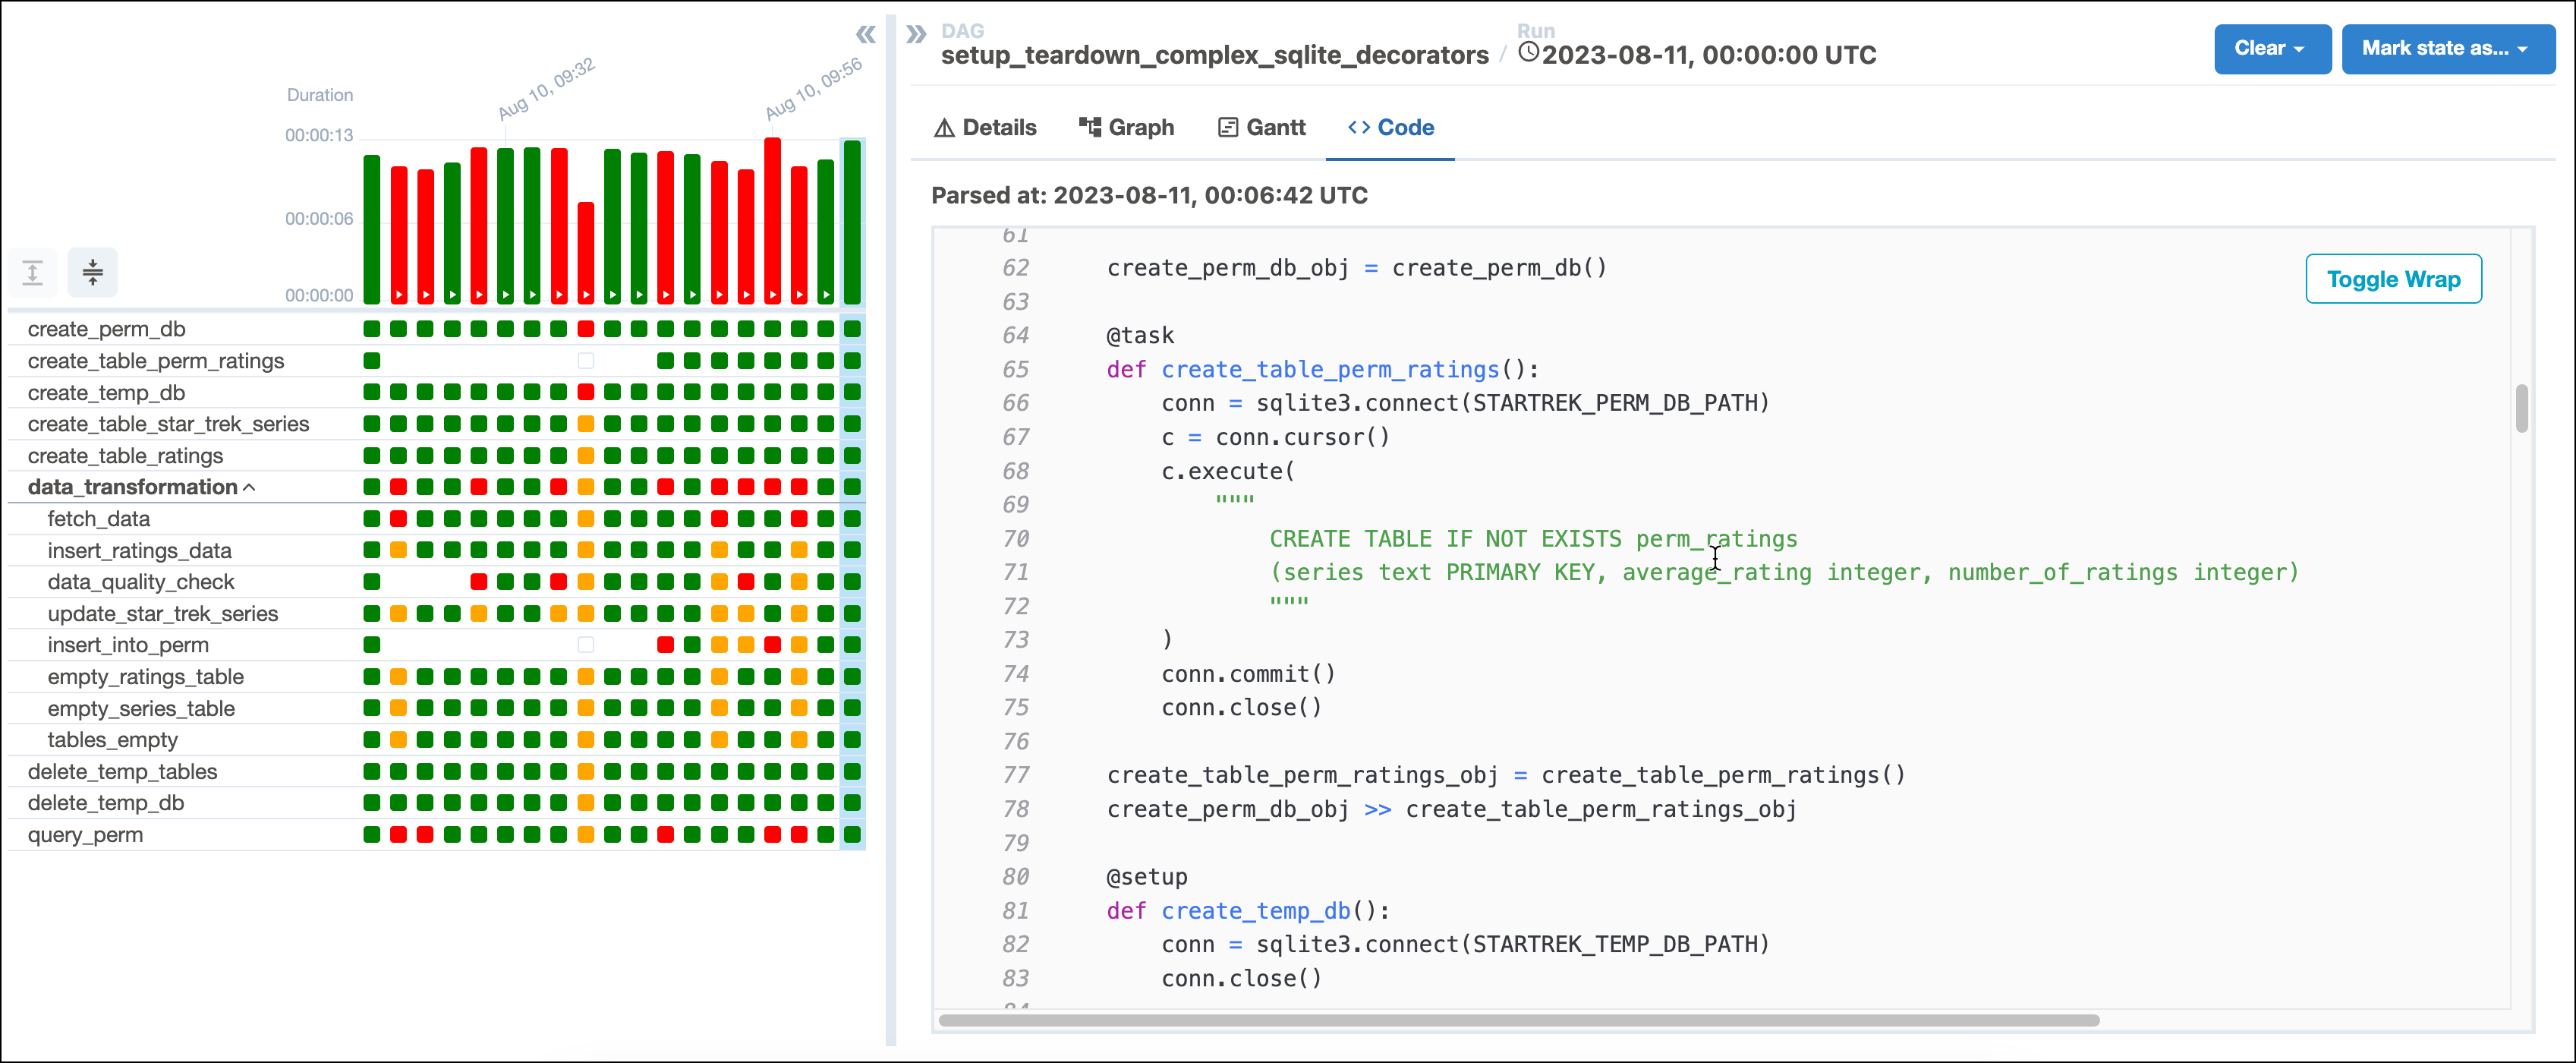 Duration
Aug 10, 09:32
Aug 10, 09:56
00:00:13
00:00:06
00:00:00
create_perm_db
create_table_perm_ratings
create_temp_db
create_table_star_trek_series
create_table_ratings
data_transformation
fetch_data
insert_ratings_data
data_quality_check
update_star_trek_series
insert_into_perm
empty_ratings_table
empty_series_table
tables_empty
delete_temp_tables
delete_temp_db
query_perm
DAG
setup_teardown_complex_sqlite_decorators /
Run
2023-08-11, 00:00:00 UTC
Clear
Mark state as...
Details
Graph
Gantt
<> Code
Parsed at: 2023-08-11, 00:06:42 UTC
Toggle Wrap
61
62 create_perm_db_obj = create_perm_db()
63
64 @task
65 def create_table_perm_ratings():
66 conn = sqlite3.connect(STARTREK_PERM_DB_PATH)
67 c = conn.cursor()
68 c.execute(
69 """
70 CREATE TABLE IF NOT EXISTS perm_ratings
71 (series text PRIMARY KEY, average_rating integer, number_of_ratings integer)
72 """
73 )
74 conn.commit()
75 conn.close()
76
77 create_table_perm_ratings_obj = create_table_perm_ratings()
78 create_perm_db_obj >> create_table_perm_ratings_obj
79
80 @setup
81 def create_temp_db():
82 conn = sqlite3.connect(STARTREK_TEMP_DB_PATH)
83 conn.close()
84